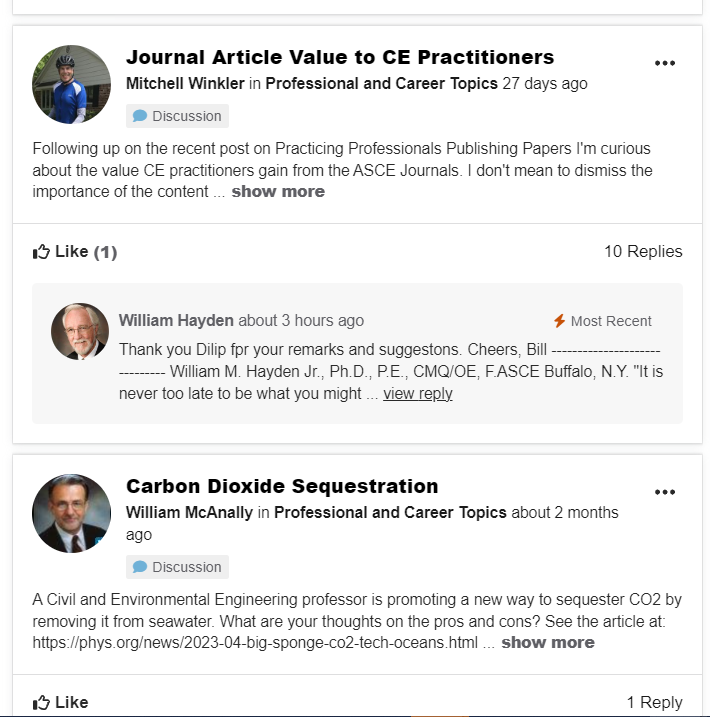 Journal Article Value to CE Practitioners
Mitchell Winkler in Professional and Career Topics 27 days ago
Discussion
Following up on the recent post on Practicing Professionals Publishing Papers I'm curious
about the value CE practitioners gain from the ASCE Journals. I don't mean to dismiss the
importance of the content ... show more
Like (1)
10 Replies
William Hayden about 3 hours ago
Most Recent
Thank you Dilip fpr your remarks and suggestons. Cheers, Bill ---------------------
--------- William M. Hayden Jr., Ph.D., P.E., CMQ/OE, F.ASCE Buffalo, N.Y. "It is
never too late to be what you might ... view reply
Carbon Dioxide Sequestration
William McAnally in Professional and Career Topics about 2 months
ago
Discussion
A Civil and Environmental Engineering professor is promoting a new way to sequester CO2 by
removing it from seawater. What are your thoughts on the pros and cons? See the article at:
https://phys.org/news/2023-04-big-sponge-co2-tech-oceans.html ... show more
Like
1 Reply